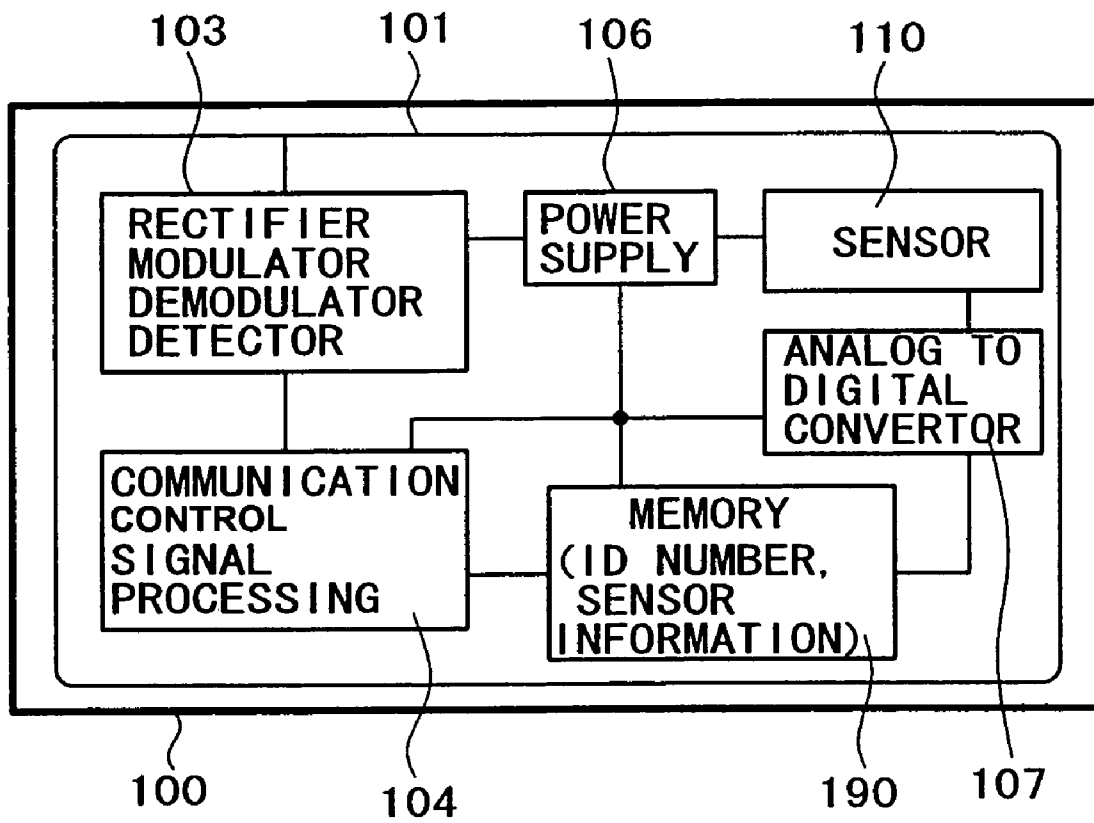 103
101
106
110
RECTIFIER
MODULATOR
DEMODULATOR
DETECTOR
POWER
SUPPLY
SENSOR
ANALOG TO
DIGITAL
CONVERTOR
COMMUNICATION
CONTROL
SIGNAL
PROCESSING
MEMORY
(ID NUMBER,
SENSOR
INFORMATION)
100
104
190
107